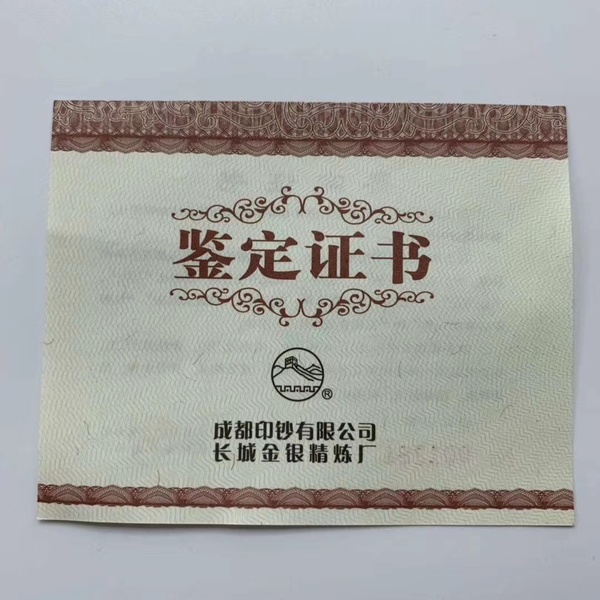 鉴定证书
®
成都印钞有限公司
长城金银精炼厂